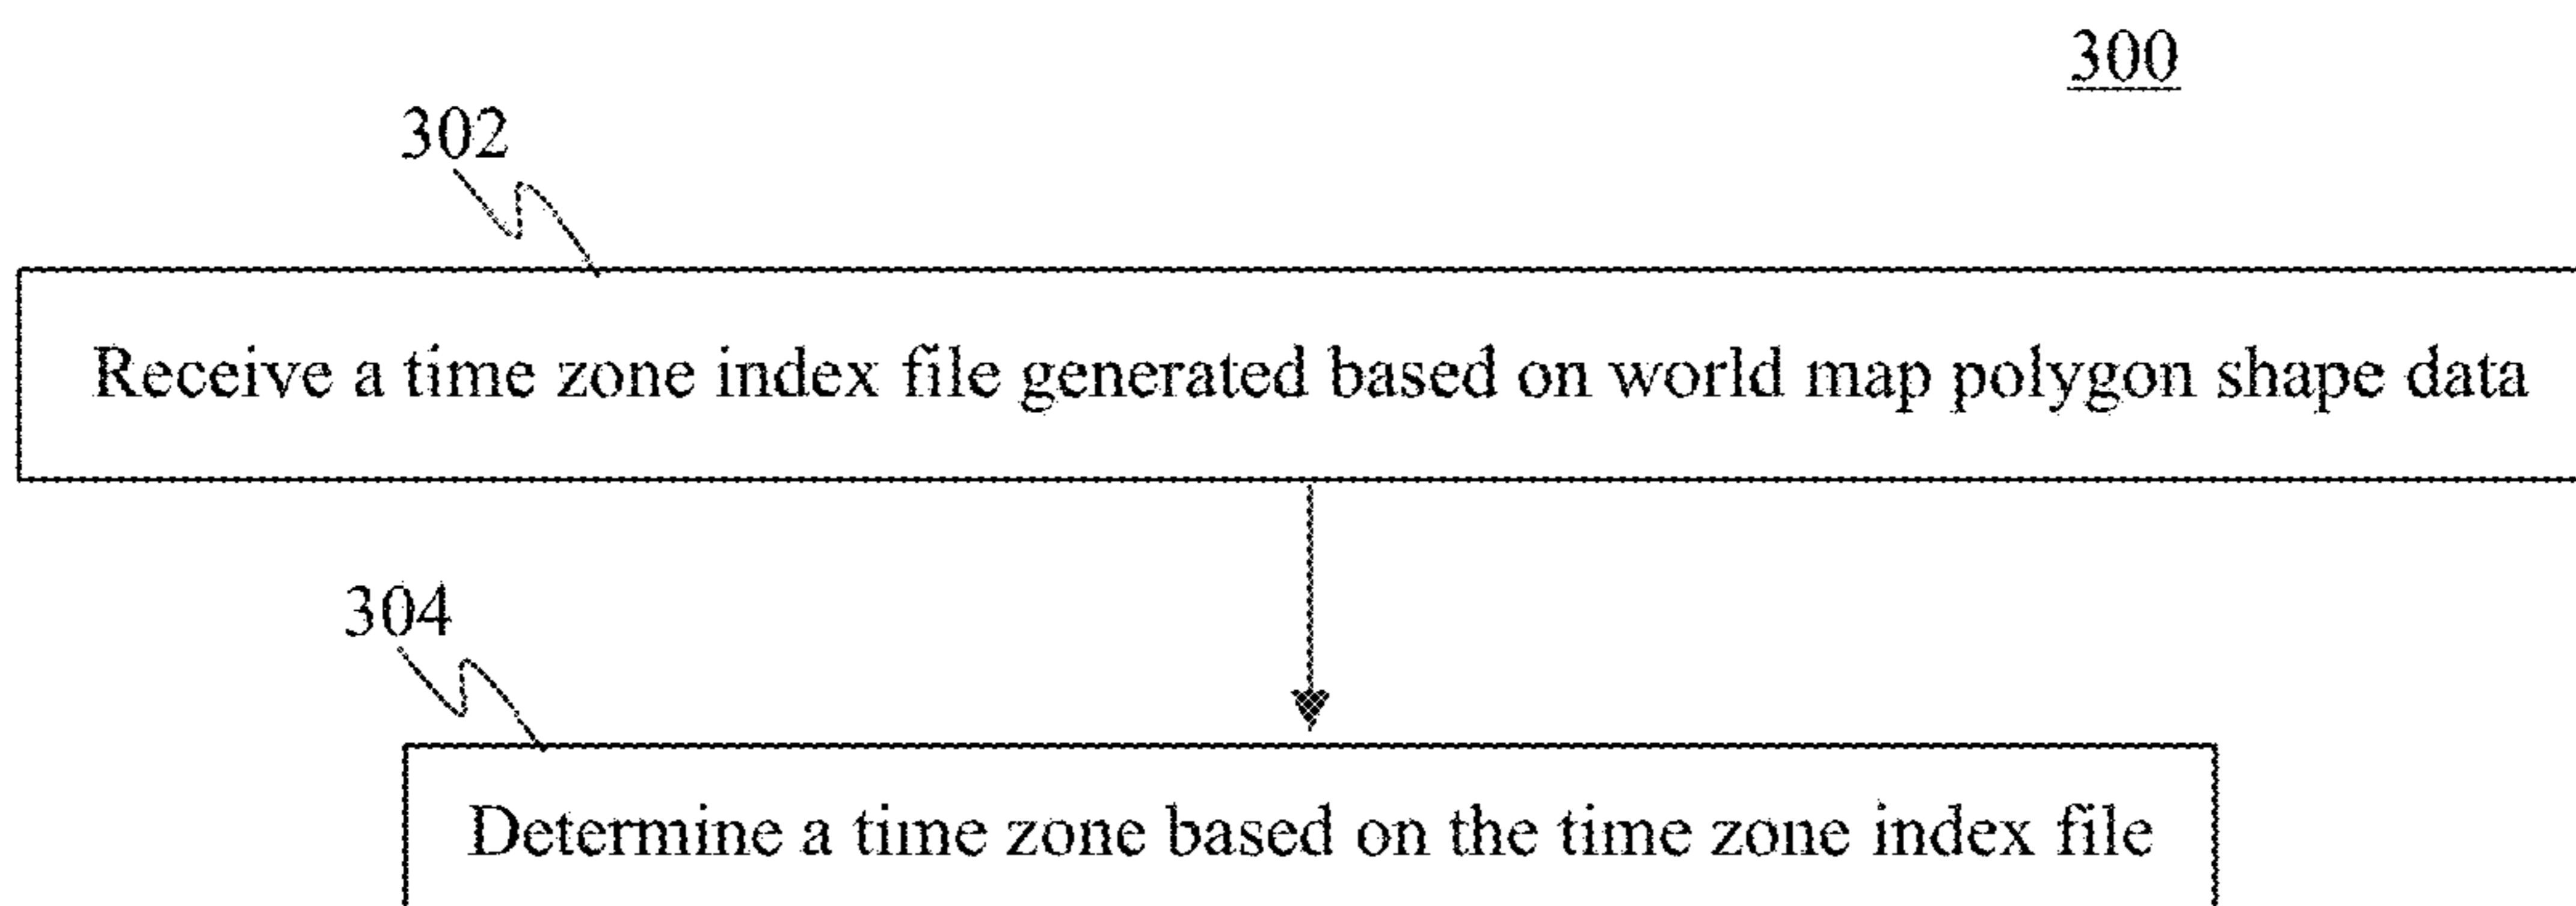 300
302
Receive a time zone index file generated based on world map polygon shape data
304
Determine a time zone based on the time zone index file